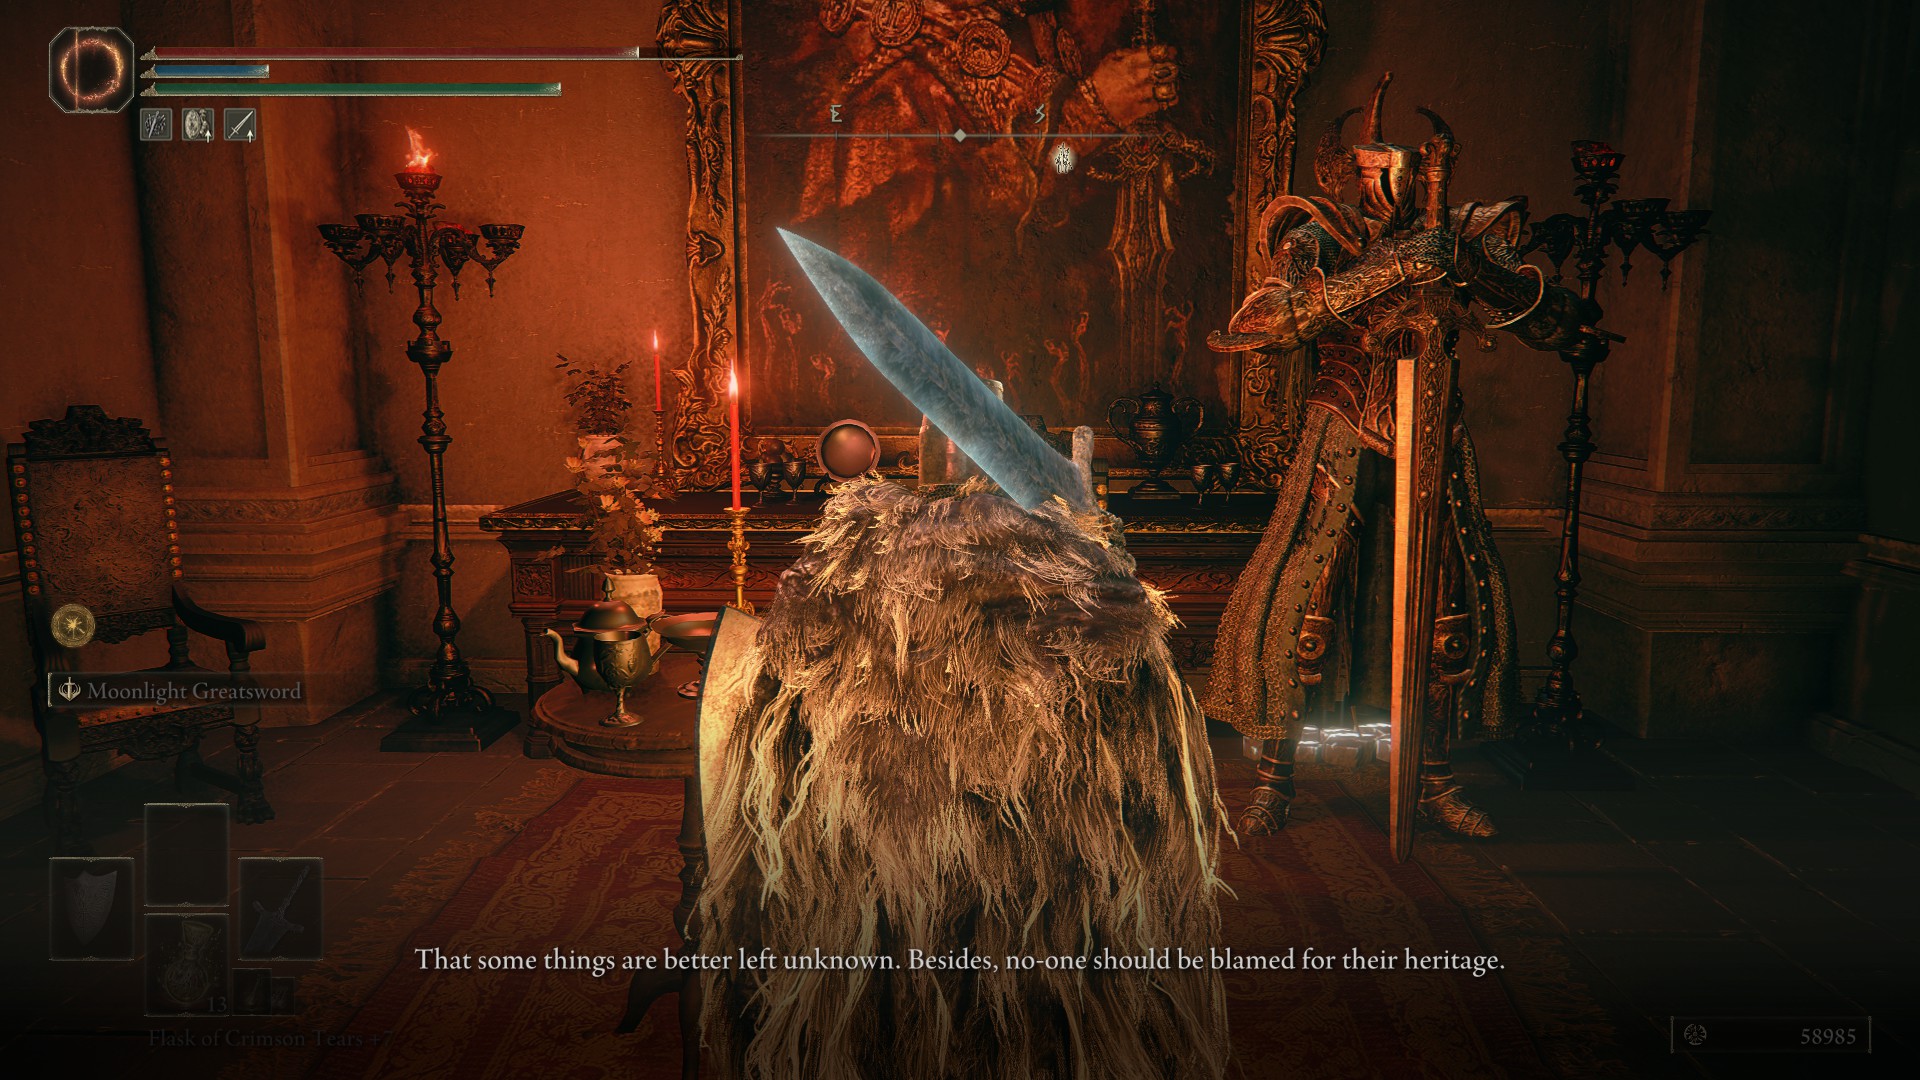 E
S
Moonlight Greatsword
That some things are better left unknown. Besides, no-one should be blamed for their heritage.
13
Flask of Crimson Tears +7
58985